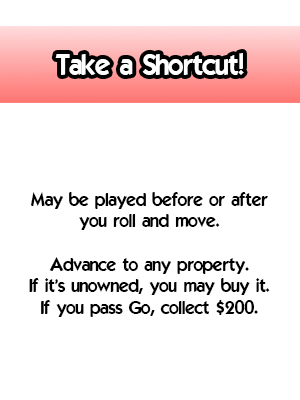 Take a Shortcut!
May be played before or after
you roll and move.
Advance to any property.
If it's unowned, you may buy it.
If you pass Go, collect $200.